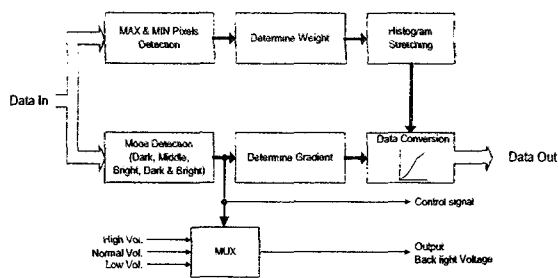 MAX & MIN Pixels
Detection
Determine Weight
Histogram
Stretching
Data In
Mode Detection
(Dark, Middle,
Bright, Dark & Bright)
Determine Gradient
Data Conversion
Data Out
Control signal
High Vol.
Normal Vol.
Low Vol.
MUX
Output
Back light Voltage